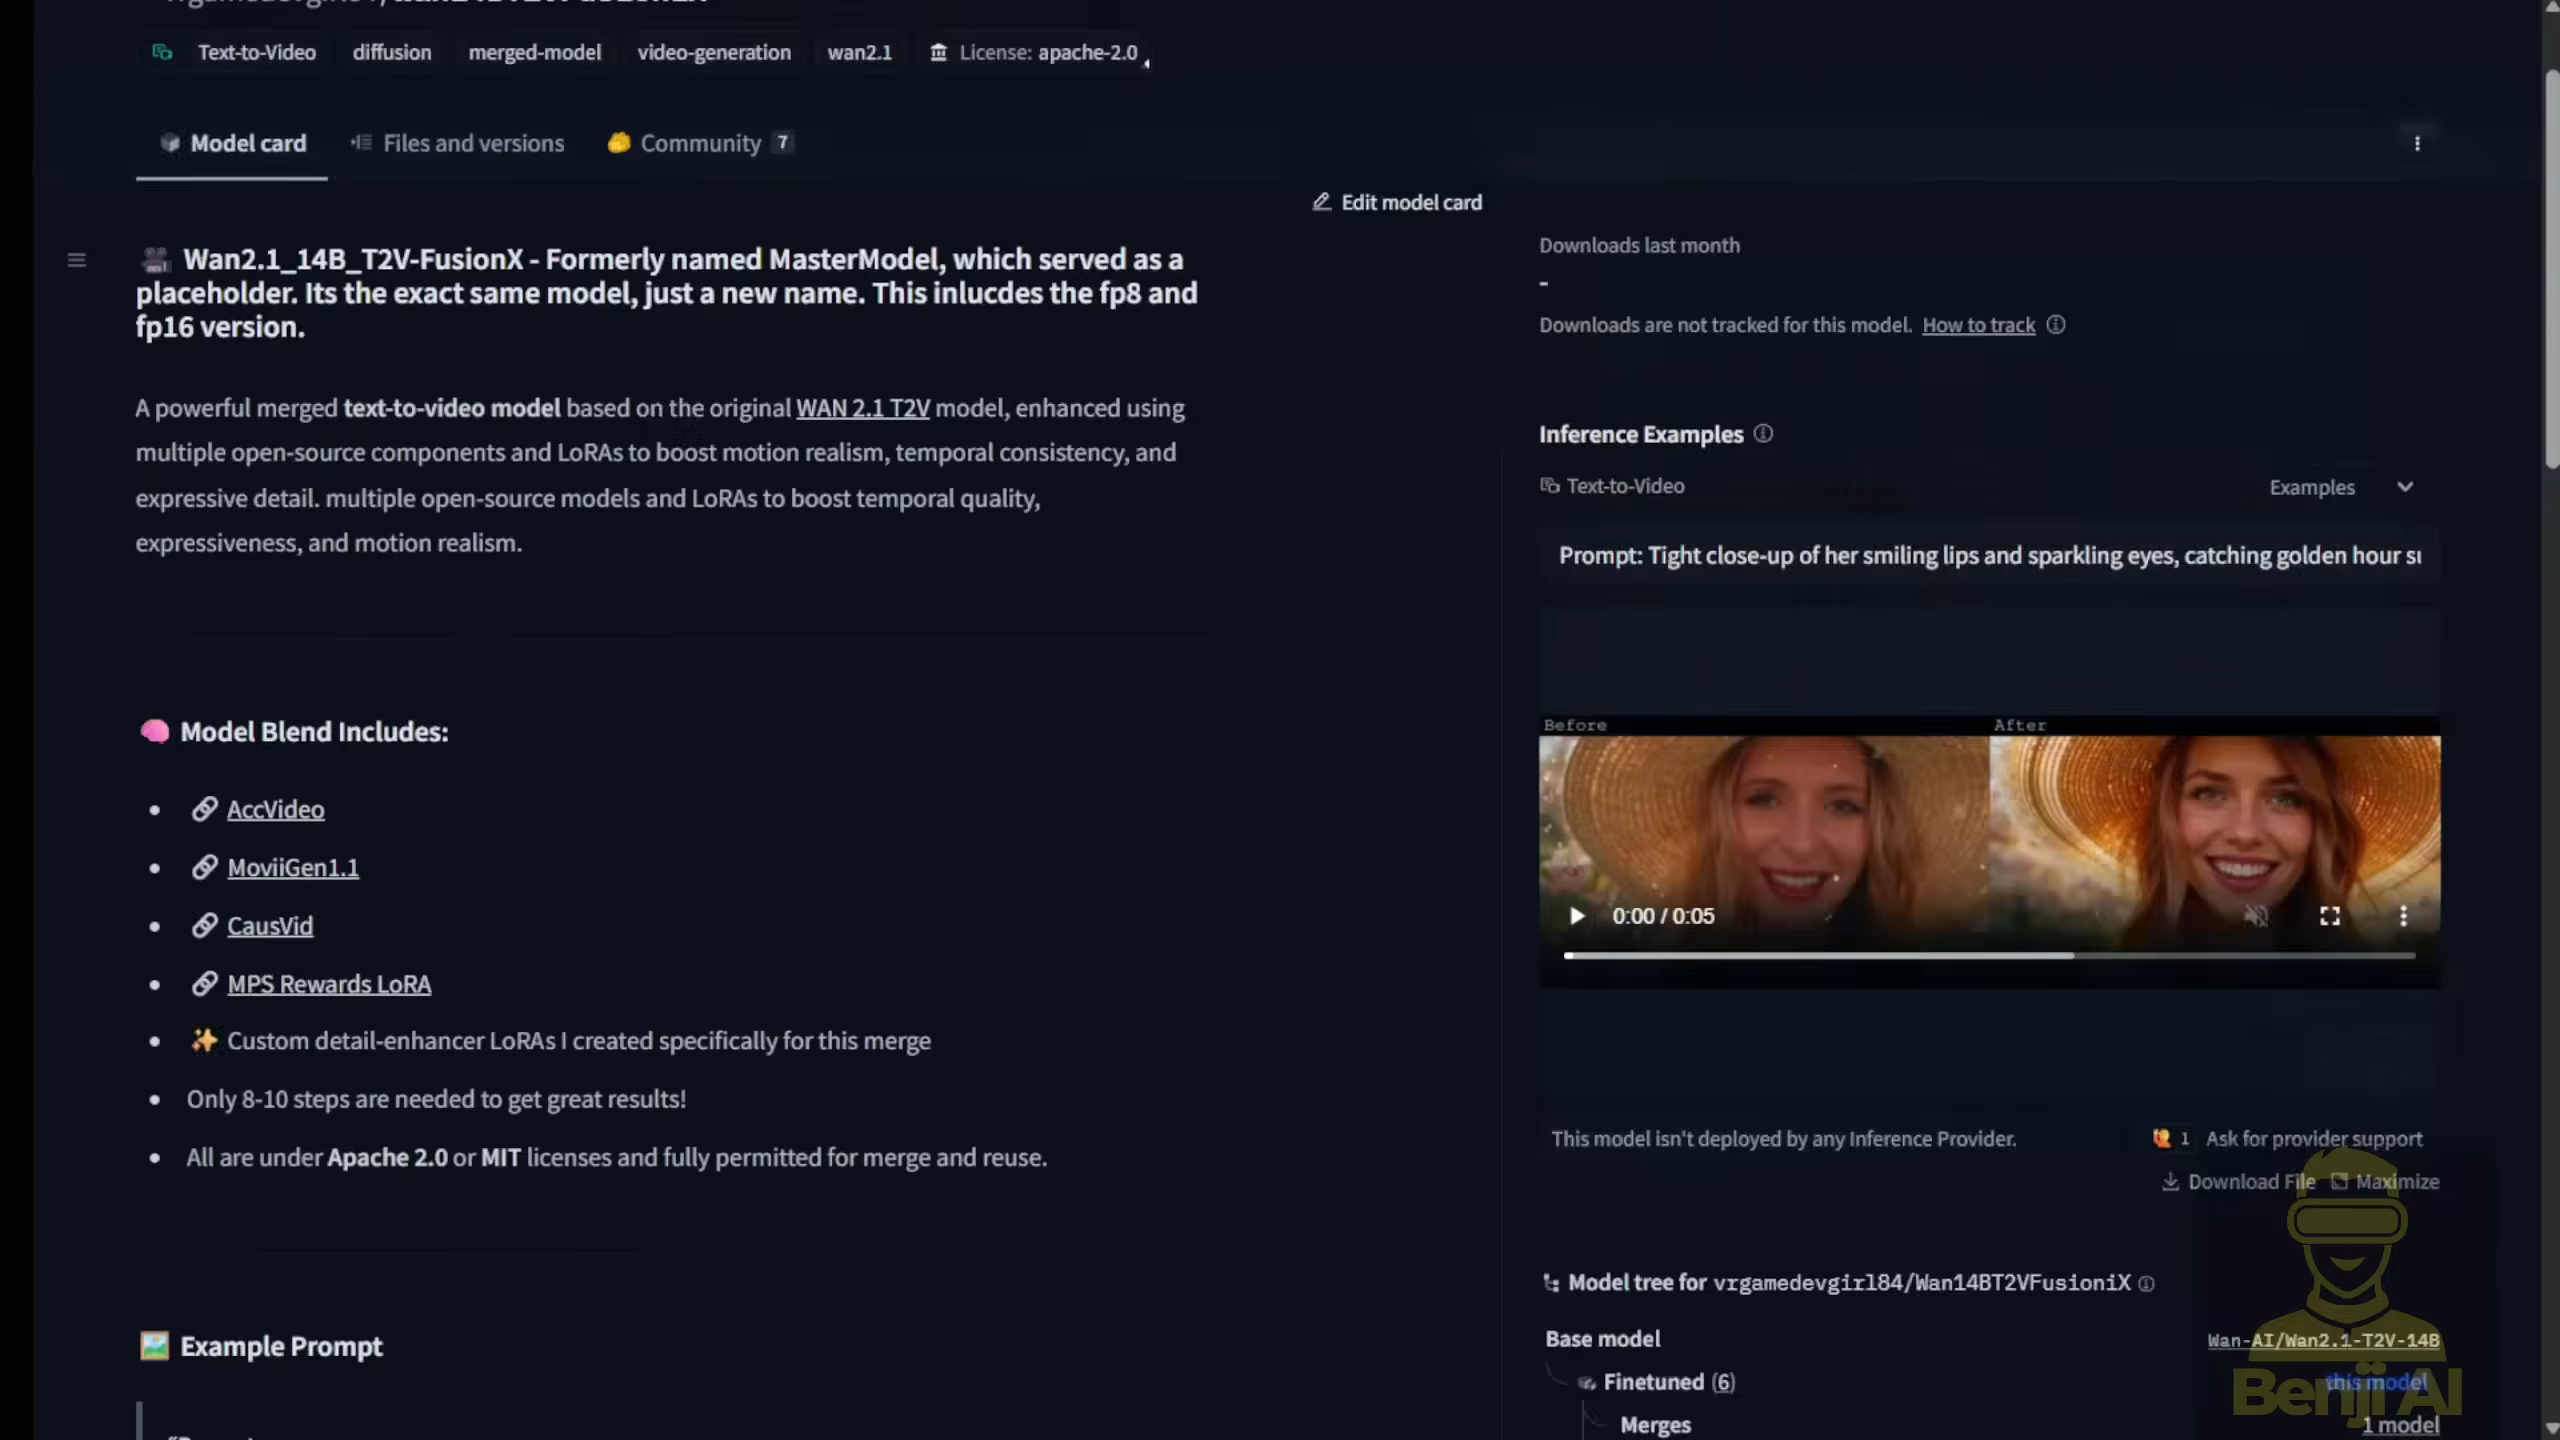 Text-to-Video diffusion merged-model video-generation wan2.1 License: apache-2.0
Model card Files and versions Community 7
Edit model card
Wan2.1_14B_T2V-FusionX - Formerly named MasterModel, which served as a
placeholder. Its the exact same model, just a new name. This inlucdes the fp8 and
fp16 version.
A powerful merged text-to-video model based on the original WAN 2.1 T2V model, enhanced using
multiple open-source components and LoRAs to boost motion realism, temporal consistency, and
expressive detail. multiple open-source models and LoRAs to boost temporal quality,
expressiveness, and motion realism.
Model Blend Includes:
AccVideo
MoviiGen1.1
CausVid
MPS Rewards LoRA
Custom detail-enhancer LoRAs I created specifically for this merge
Only 8-10 steps are needed to get great results!
All are under Apache 2.0 or MIT licenses and fully permitted for merge and reuse.
Example Prompt
Downloads last month
-
Downloads are not tracked for this model. How to track
Inference Examples
Text-to-Video
Examples
Prompt: Tight close-up of her smiling lips and sparkling eyes, catching golden hour
Before After
0:00 / 0:05
This model isn't deployed by any Inference Provider.
1 Ask for provider support
Download File Maximize
Model tree for vrgamedevgirl84/Wan14BT2VFusioniX
Base model Wan-AI/Wan2.1-T2V-14B
Finetuned (6) this model
Merges 1 model
Benji AI